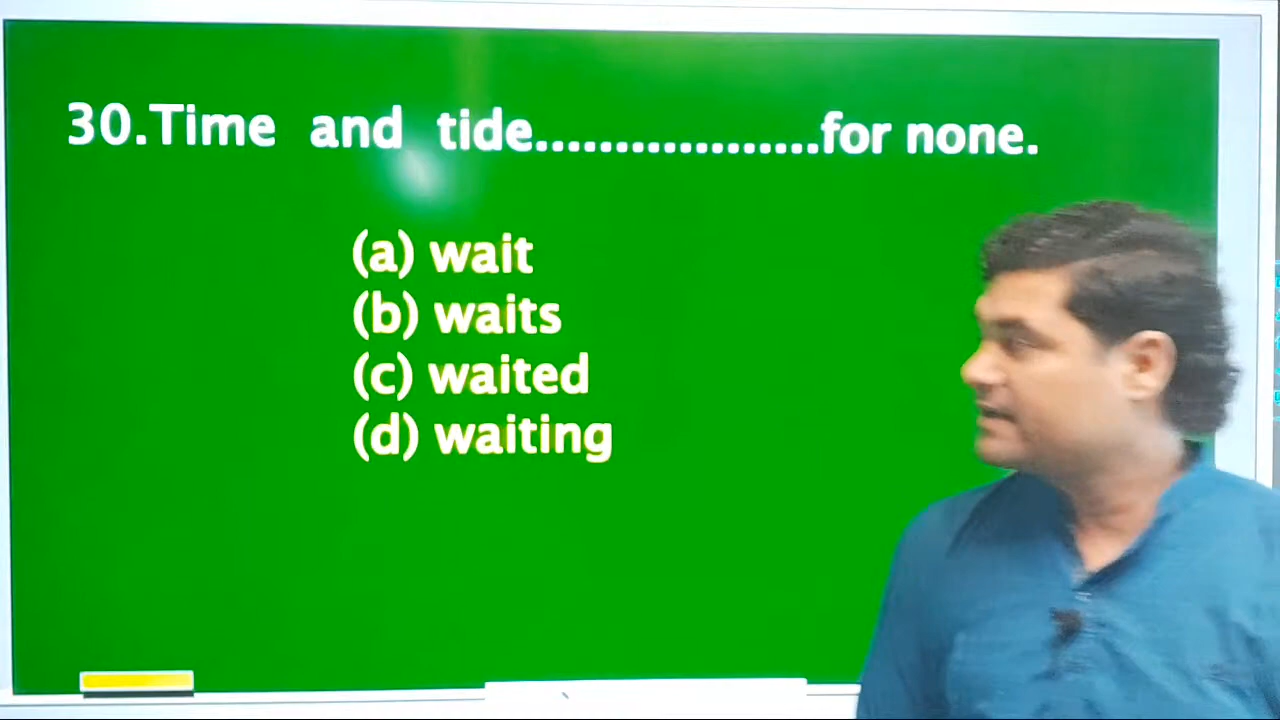 30.Time and tide..................for none.
(a) wait
(b) waits
(c) waited
(d) waiting